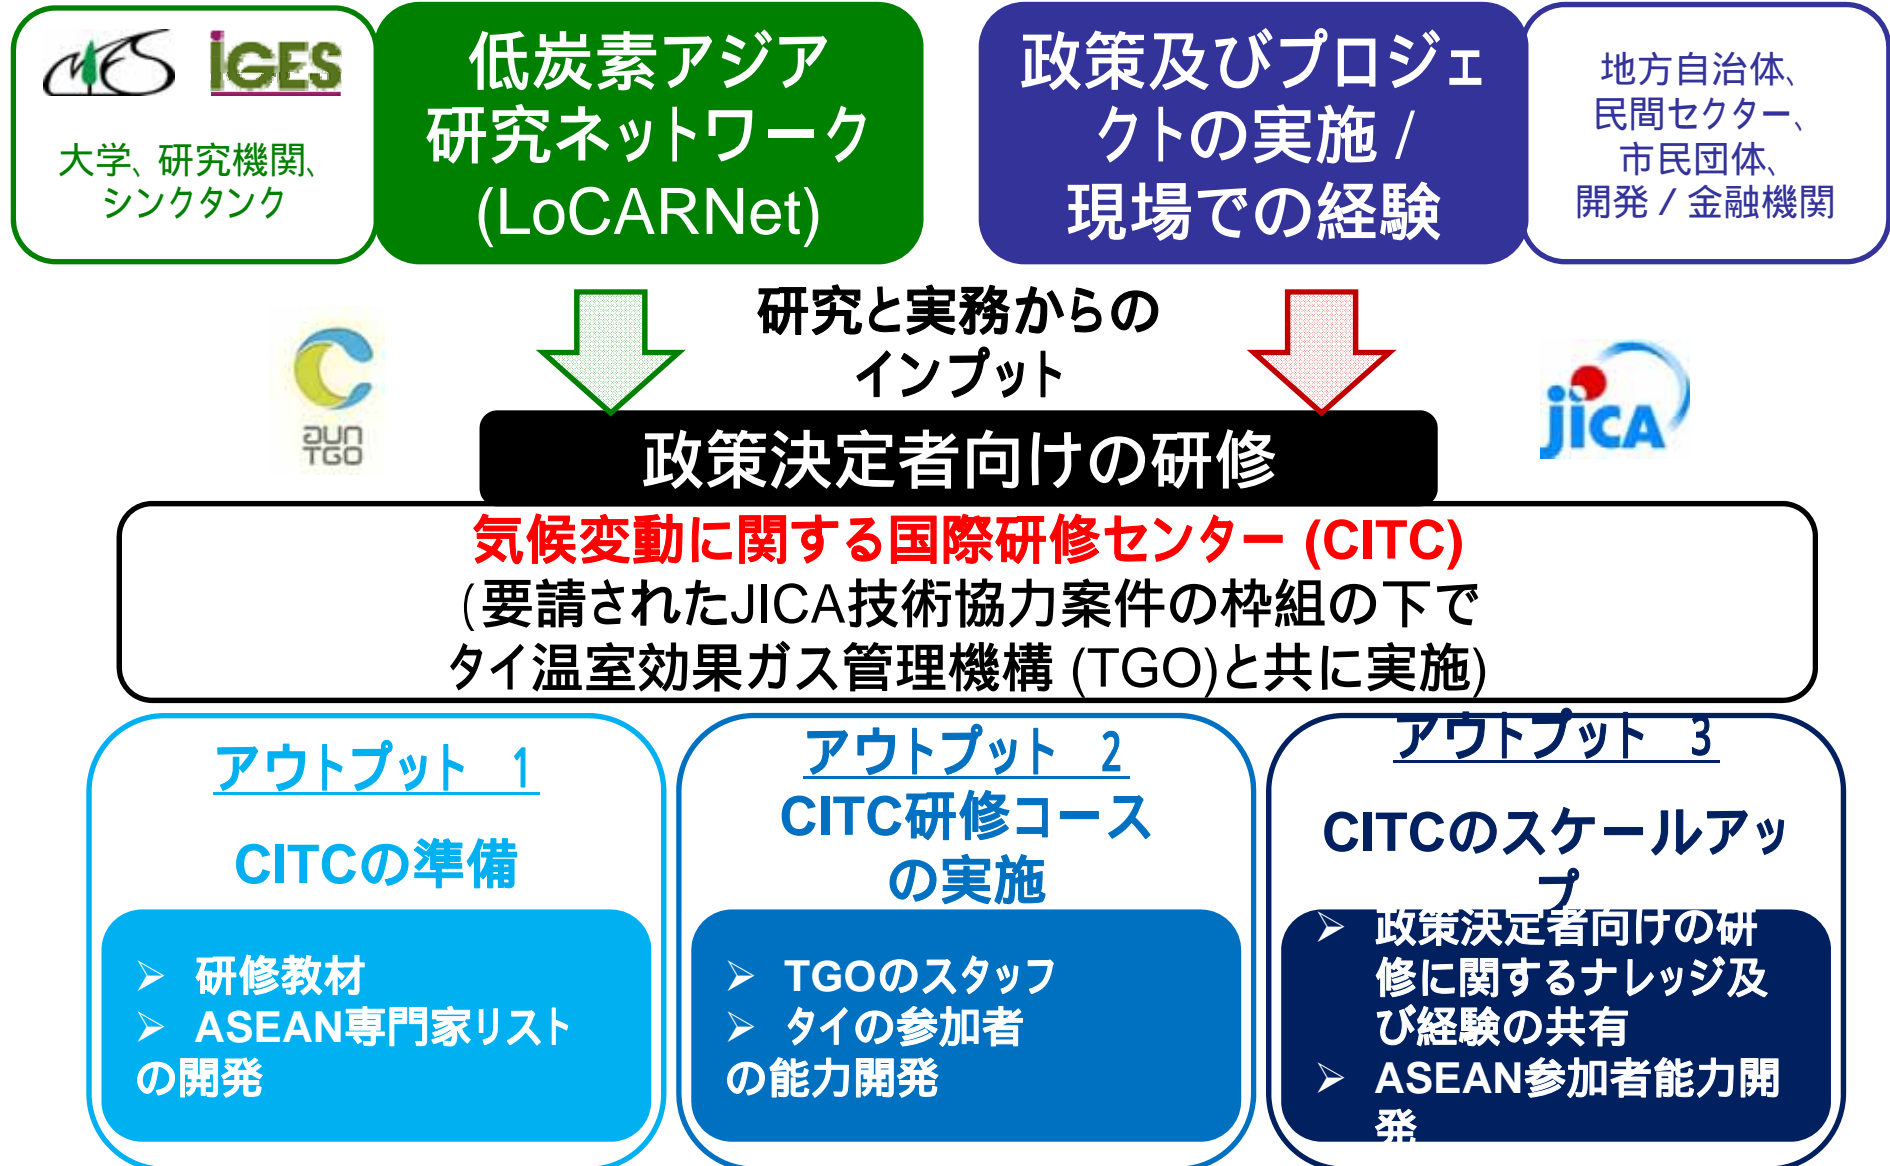 IGES
大学、研究機関、
シンクタンク
低炭素アジア
研究ネットワーク
(LoCARNet)
政策及びプロジェ
クトの実施 /
現場での経験
地方自治体、
民間セクター、
市民団体、
開発 / 金融機関
研究と実務からの
インプット
TGO
jICA
政策決定者向けの研修
気候変動に関する国際研修センター (CITC)
(要請されたJICA技術協力案件の枠組の下で
タイ温室効果ガス管理機構 (TGO)と共に実施)
アウトプット 1
CITCの準備
➢ 研修教材
➢ ASEAN専門家リスト
の開発
アウトプット 2
CITC研修コース
の実施
➢ TGOのスタッフ
➢ タイの参加者
の能力開発
アウトプット 3
CITCのスケールアッ
プ
➢ 政策決定者向けの研
修に関するナレッジ及
び経験の共有
➢ ASEAN参加者能力開
発